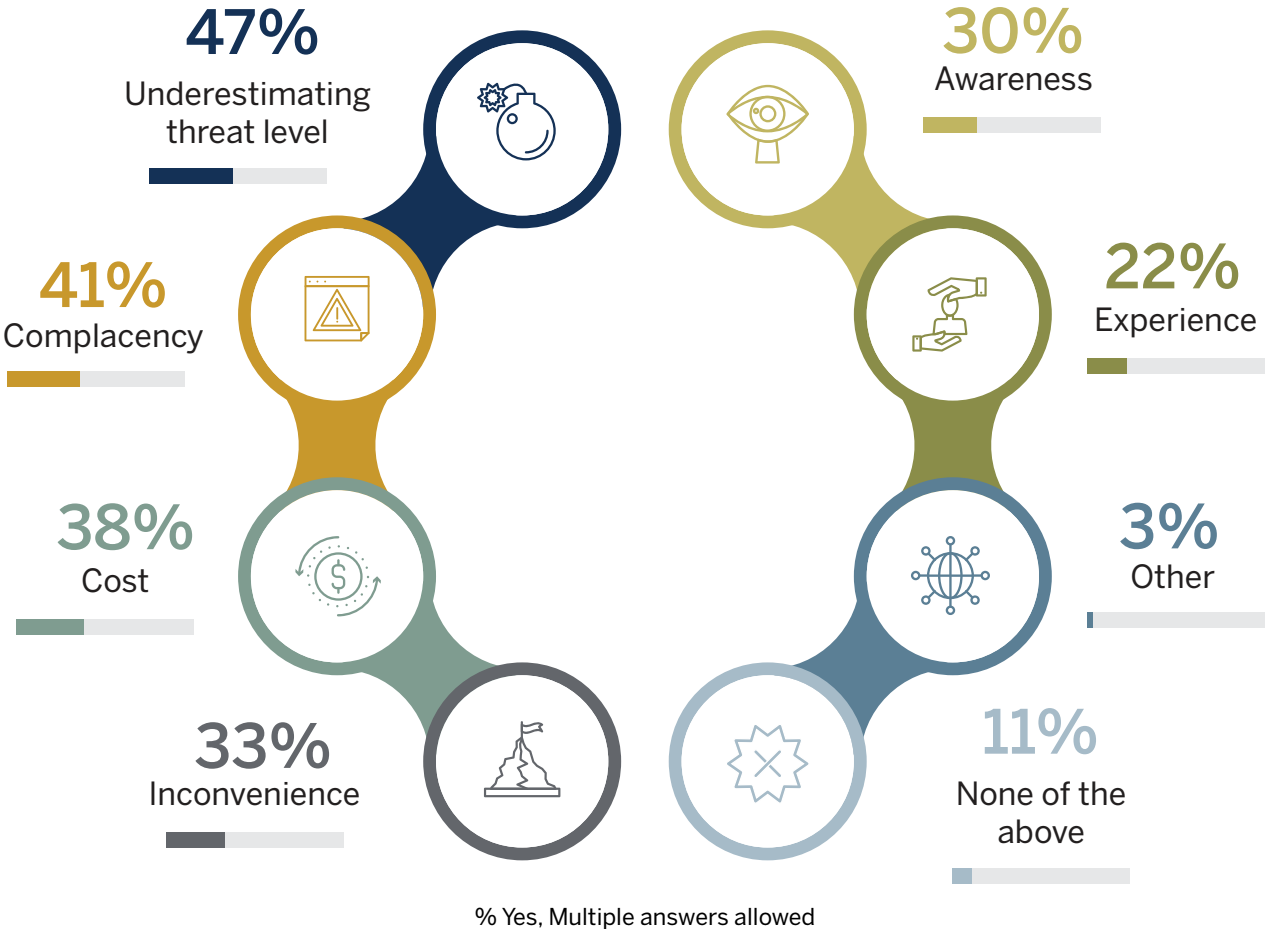 47%
Underestimating
threat level
41%
Complacency
38%
Cost
33%
Inconvenience
30%
Awareness
22%
Experience
3%
Other
11%
None of the
above
% Yes, Multiple answers allowed